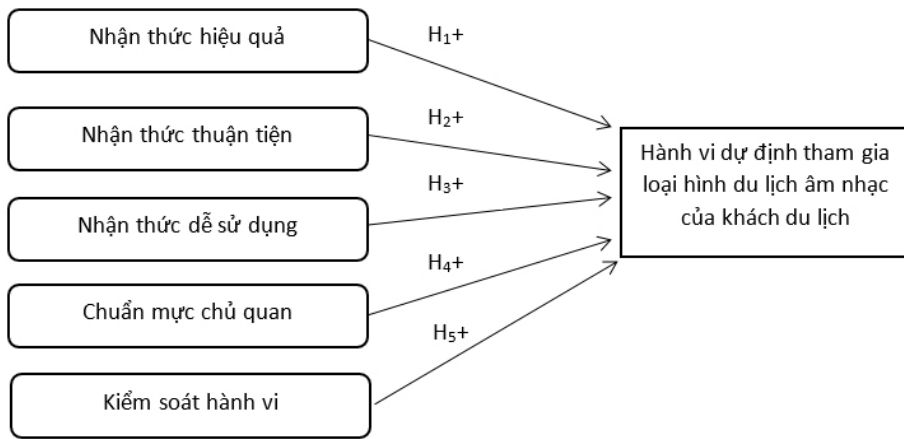 Nhận thức hiệu quả
H₁+
Nhận thức thuận tiện
H₂+
Nhận thức dễ sử dụng
H₃+
Chuẩn mực chủ quan
H₄+
Kiểm soát hành vi
H₅+
Hành vi dự định tham gia
loại hình du lịch âm nhạc
của khách du lịch